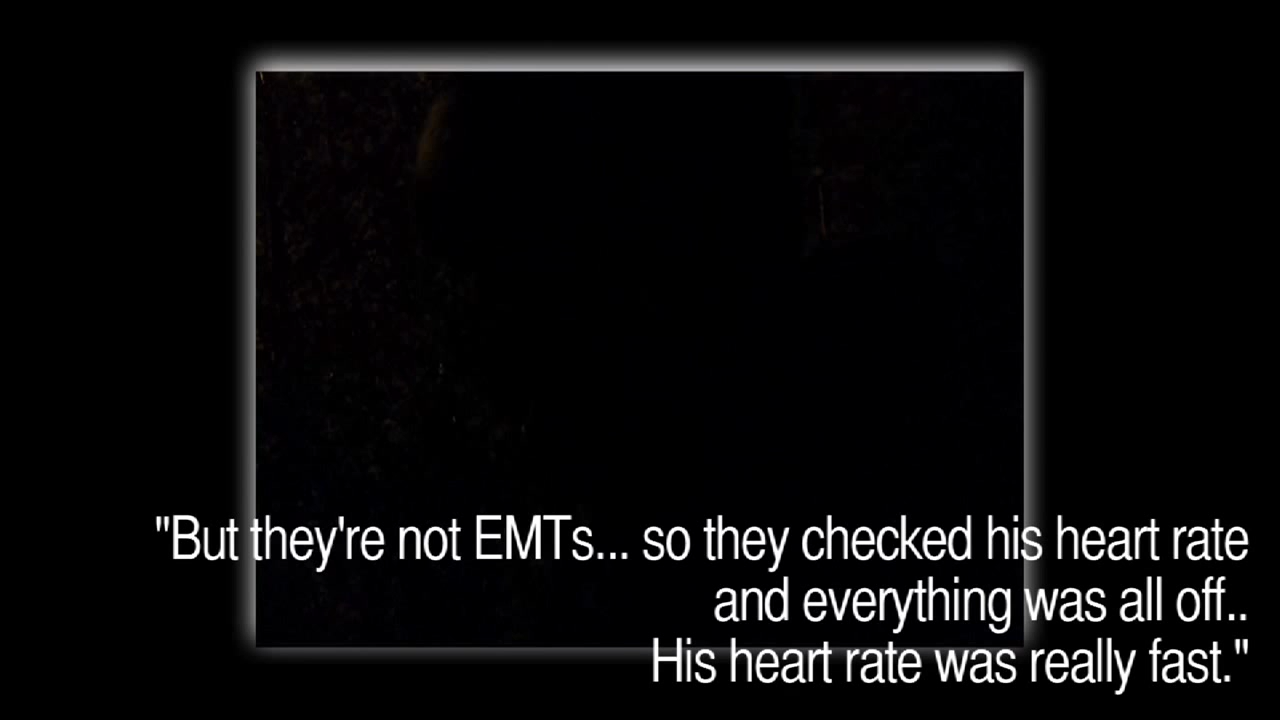 "But they're not EMTs... so they checked his heart rate
and everything was all off..
His heart rate was really fast."